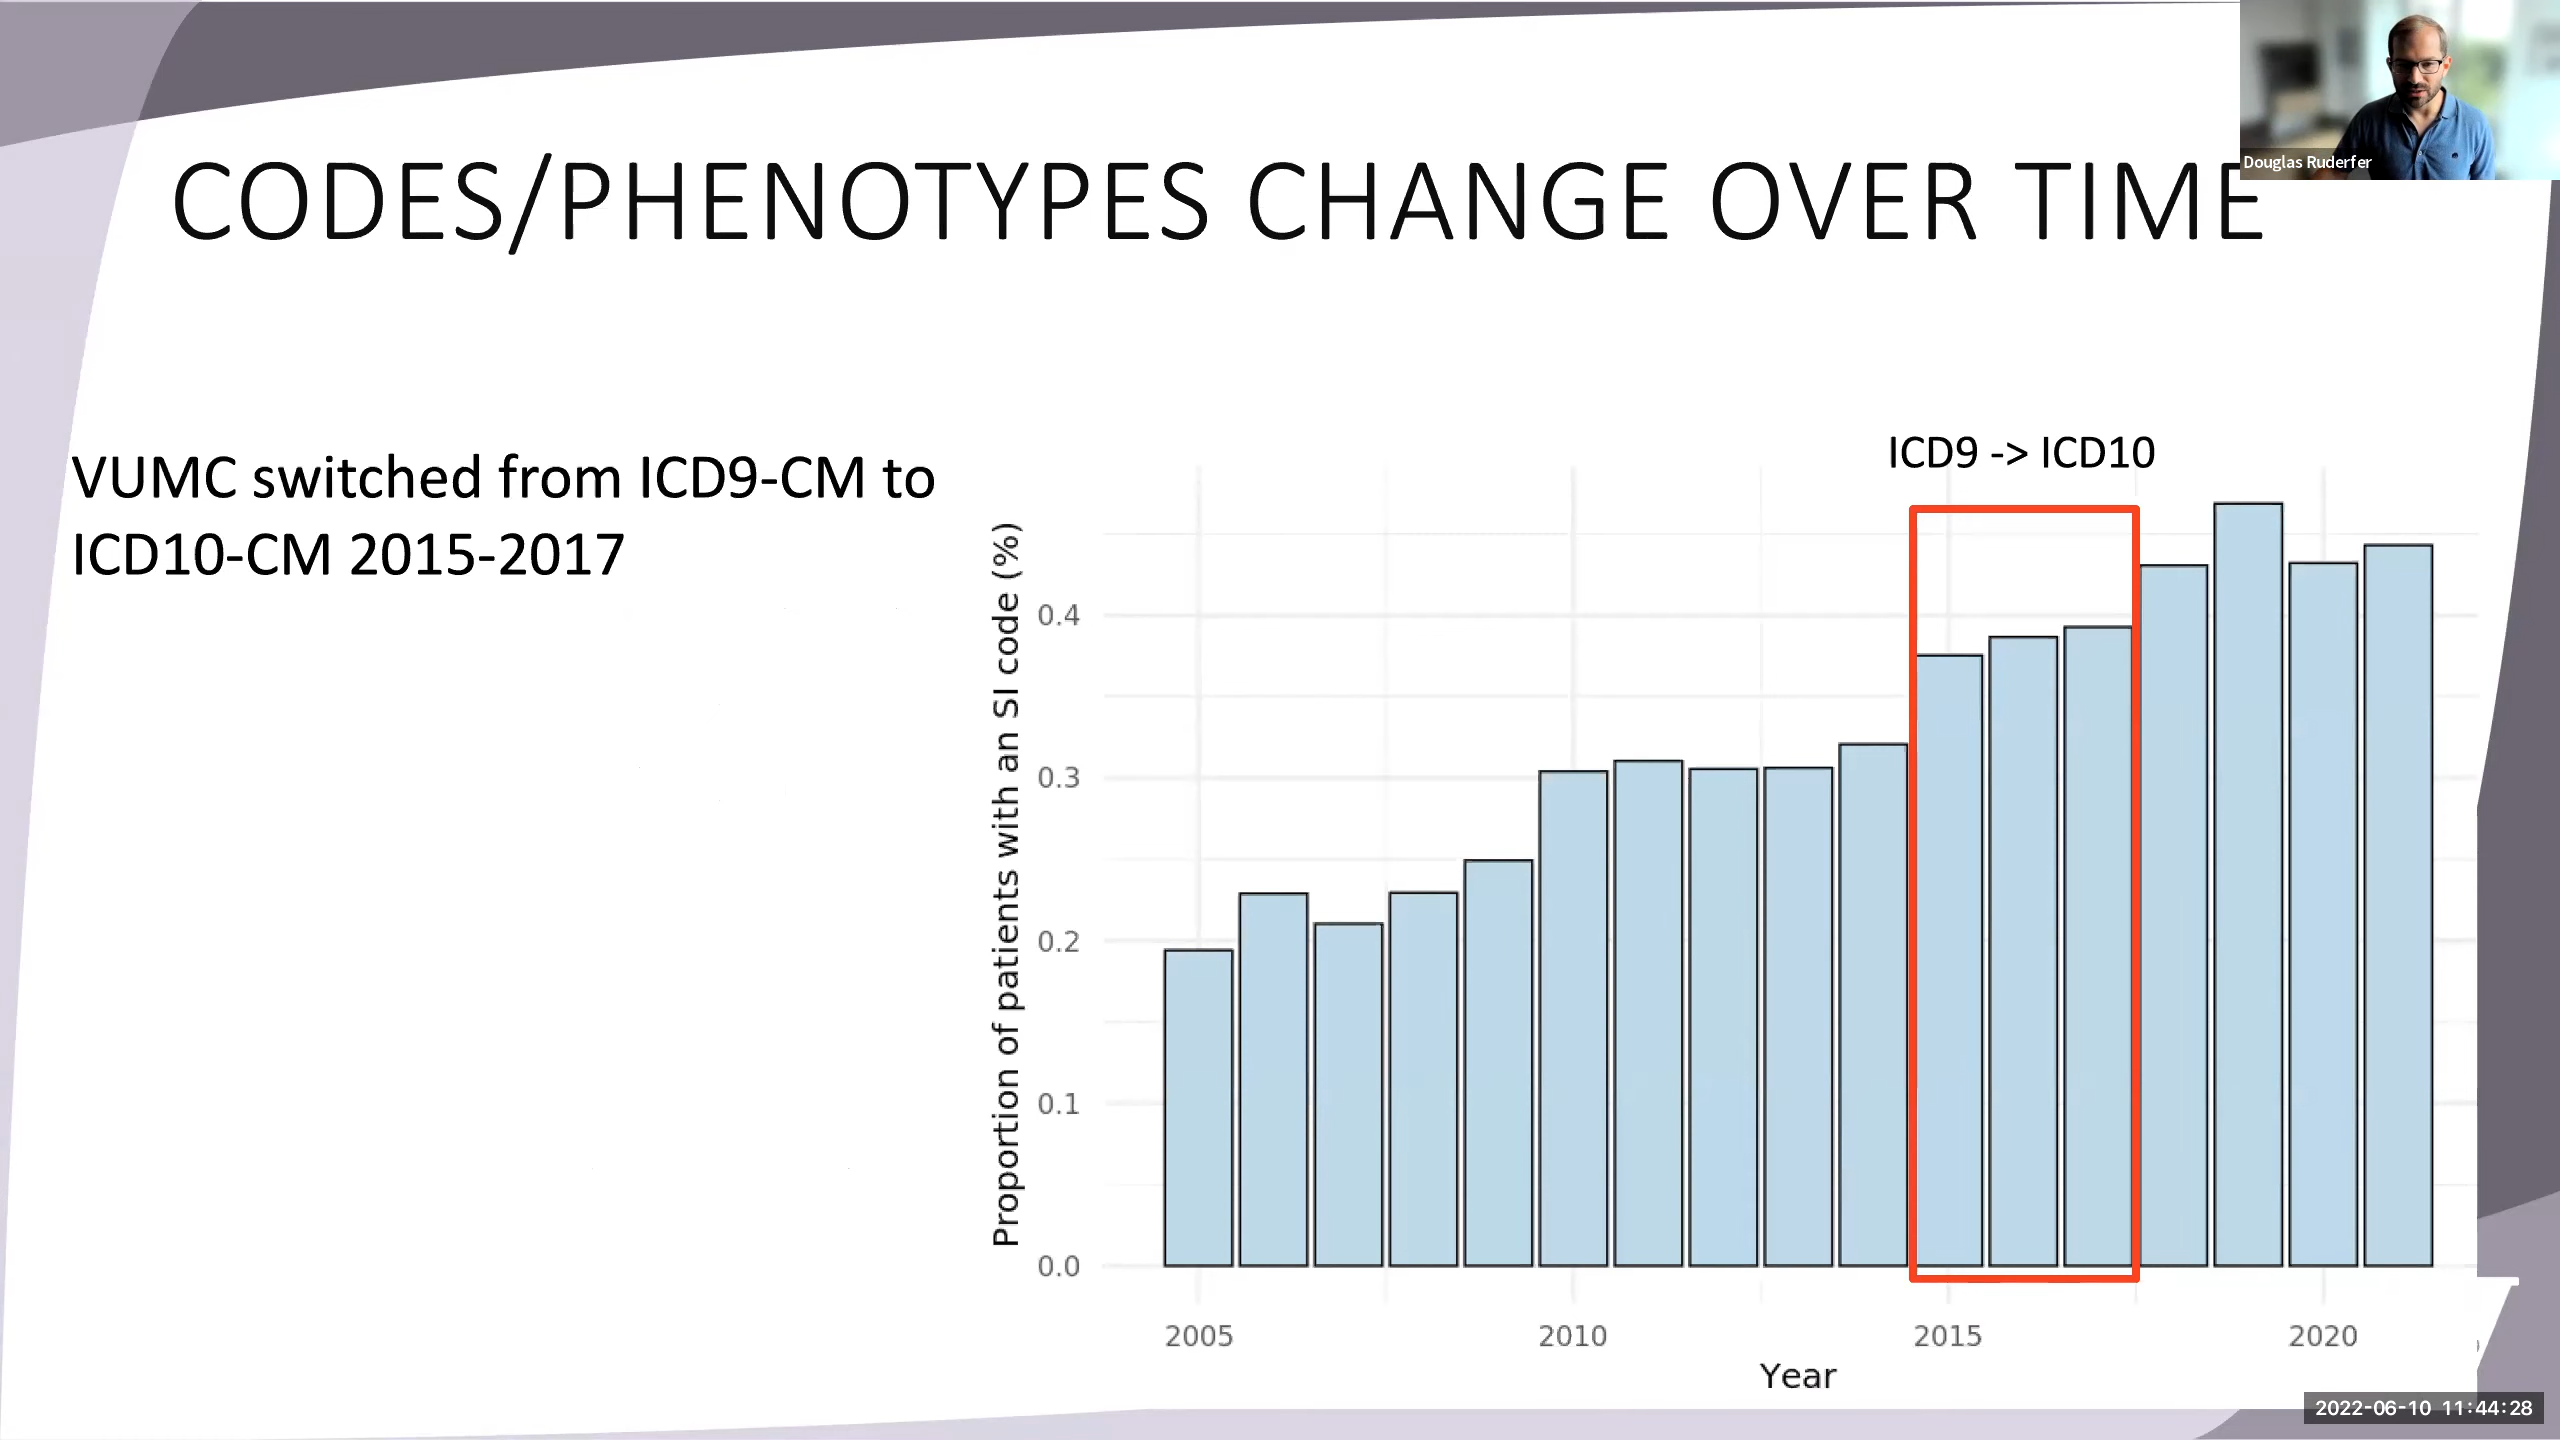 Douglas Ruderfer
CODES/PHENOTYPES CHANGE OVER TIME
VUMC switched from ICD9-CM to
ICD10-CM 2015-2017
ICD9 -> ICD10
Proportion of patients with an SI code (%)
0.4
0.3
0.2
0.1
0.0
2005 2010 2015 2020
Year
2022-06-10 11:44:28